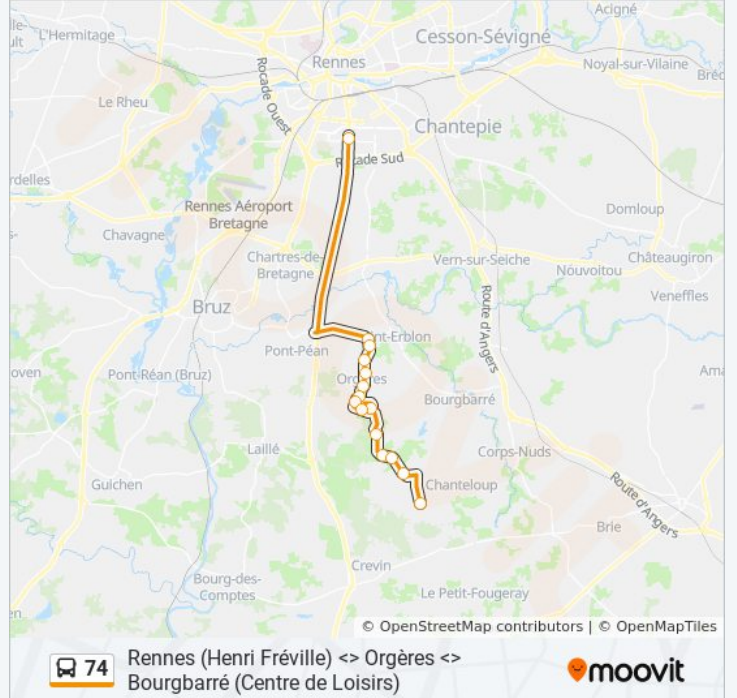 Acigné
L'Hermitage
Cesson-Sévigné
Rennes
Noyal-sur-Vilaine
Rocade Ouest
Le Rheu
Chantepie
Rocade Sud
rdelles
Rennes Aéroport
Bretagne
Domloup
Chavagne
Chartres-de-
Bretagne
Vern-sur-Seiche
Châteaugiron
Nouvoitou
Veneffles
Bruz
Route d'Angers
nt-Erblon
Pont-Péan
Pont-Réan (Bruz)
oven
Orgères
Bourgbarré
Laillé
Corps-Nuds
Guichen
Chanteloup
Route d'Angers
Brie
Crevin
Bourg-des-
Comptes
Le Petit-Fougeray
© OpenStreetMap contributors | © OpenMapTiles
74
Rennes (Henri Fréville) <> Orgères <>
Bourgbarré (Centre de Loisirs)
moovit